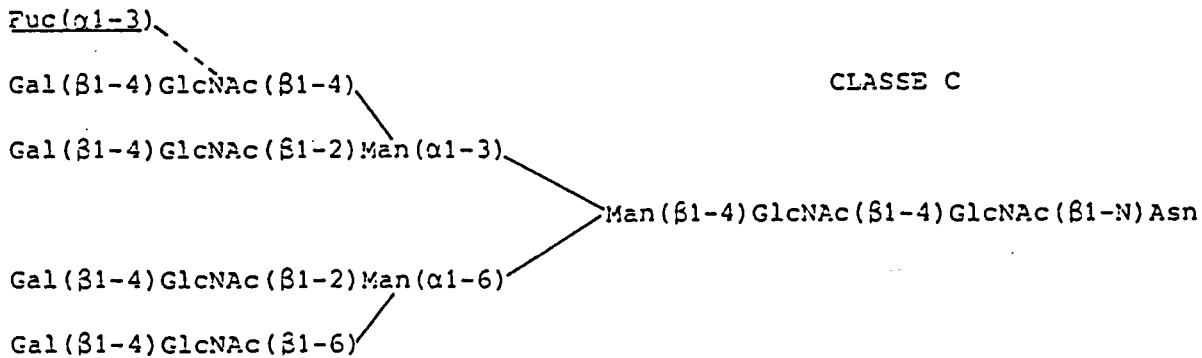 Fuc(α1-3)
Gal(β1-4)GlcNAc(β1-4) CLASSE C
Gal(β1-4)GlcNAc(β1-2)Man(α1-3)
Man(β1-4)GlcNAc(β1-4)GlcNAc(β1-N)Asn
Gal(β1-4)GlcNAc(β1-2)Man(α1-6)
Gal(β1-4)GlcNAc(β1-6)